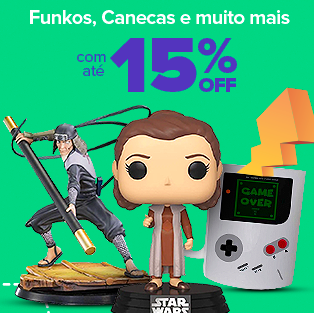 Funkos, Canecas e muito mais
com
até
15%
OFF
GAME
OVER
STAR
WARS